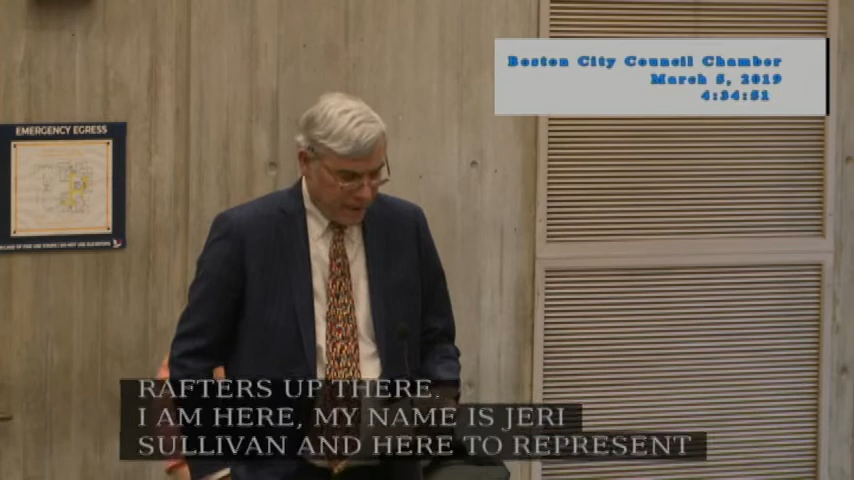 Boston City Council Chamber
March 5, 2019
4:34:51
EMERGENCY EGRESS
RAFTERS UP THERE.
I AM HERE, MY NAME IS JERI
SULLIVAN AND HERE TO REPRESENT